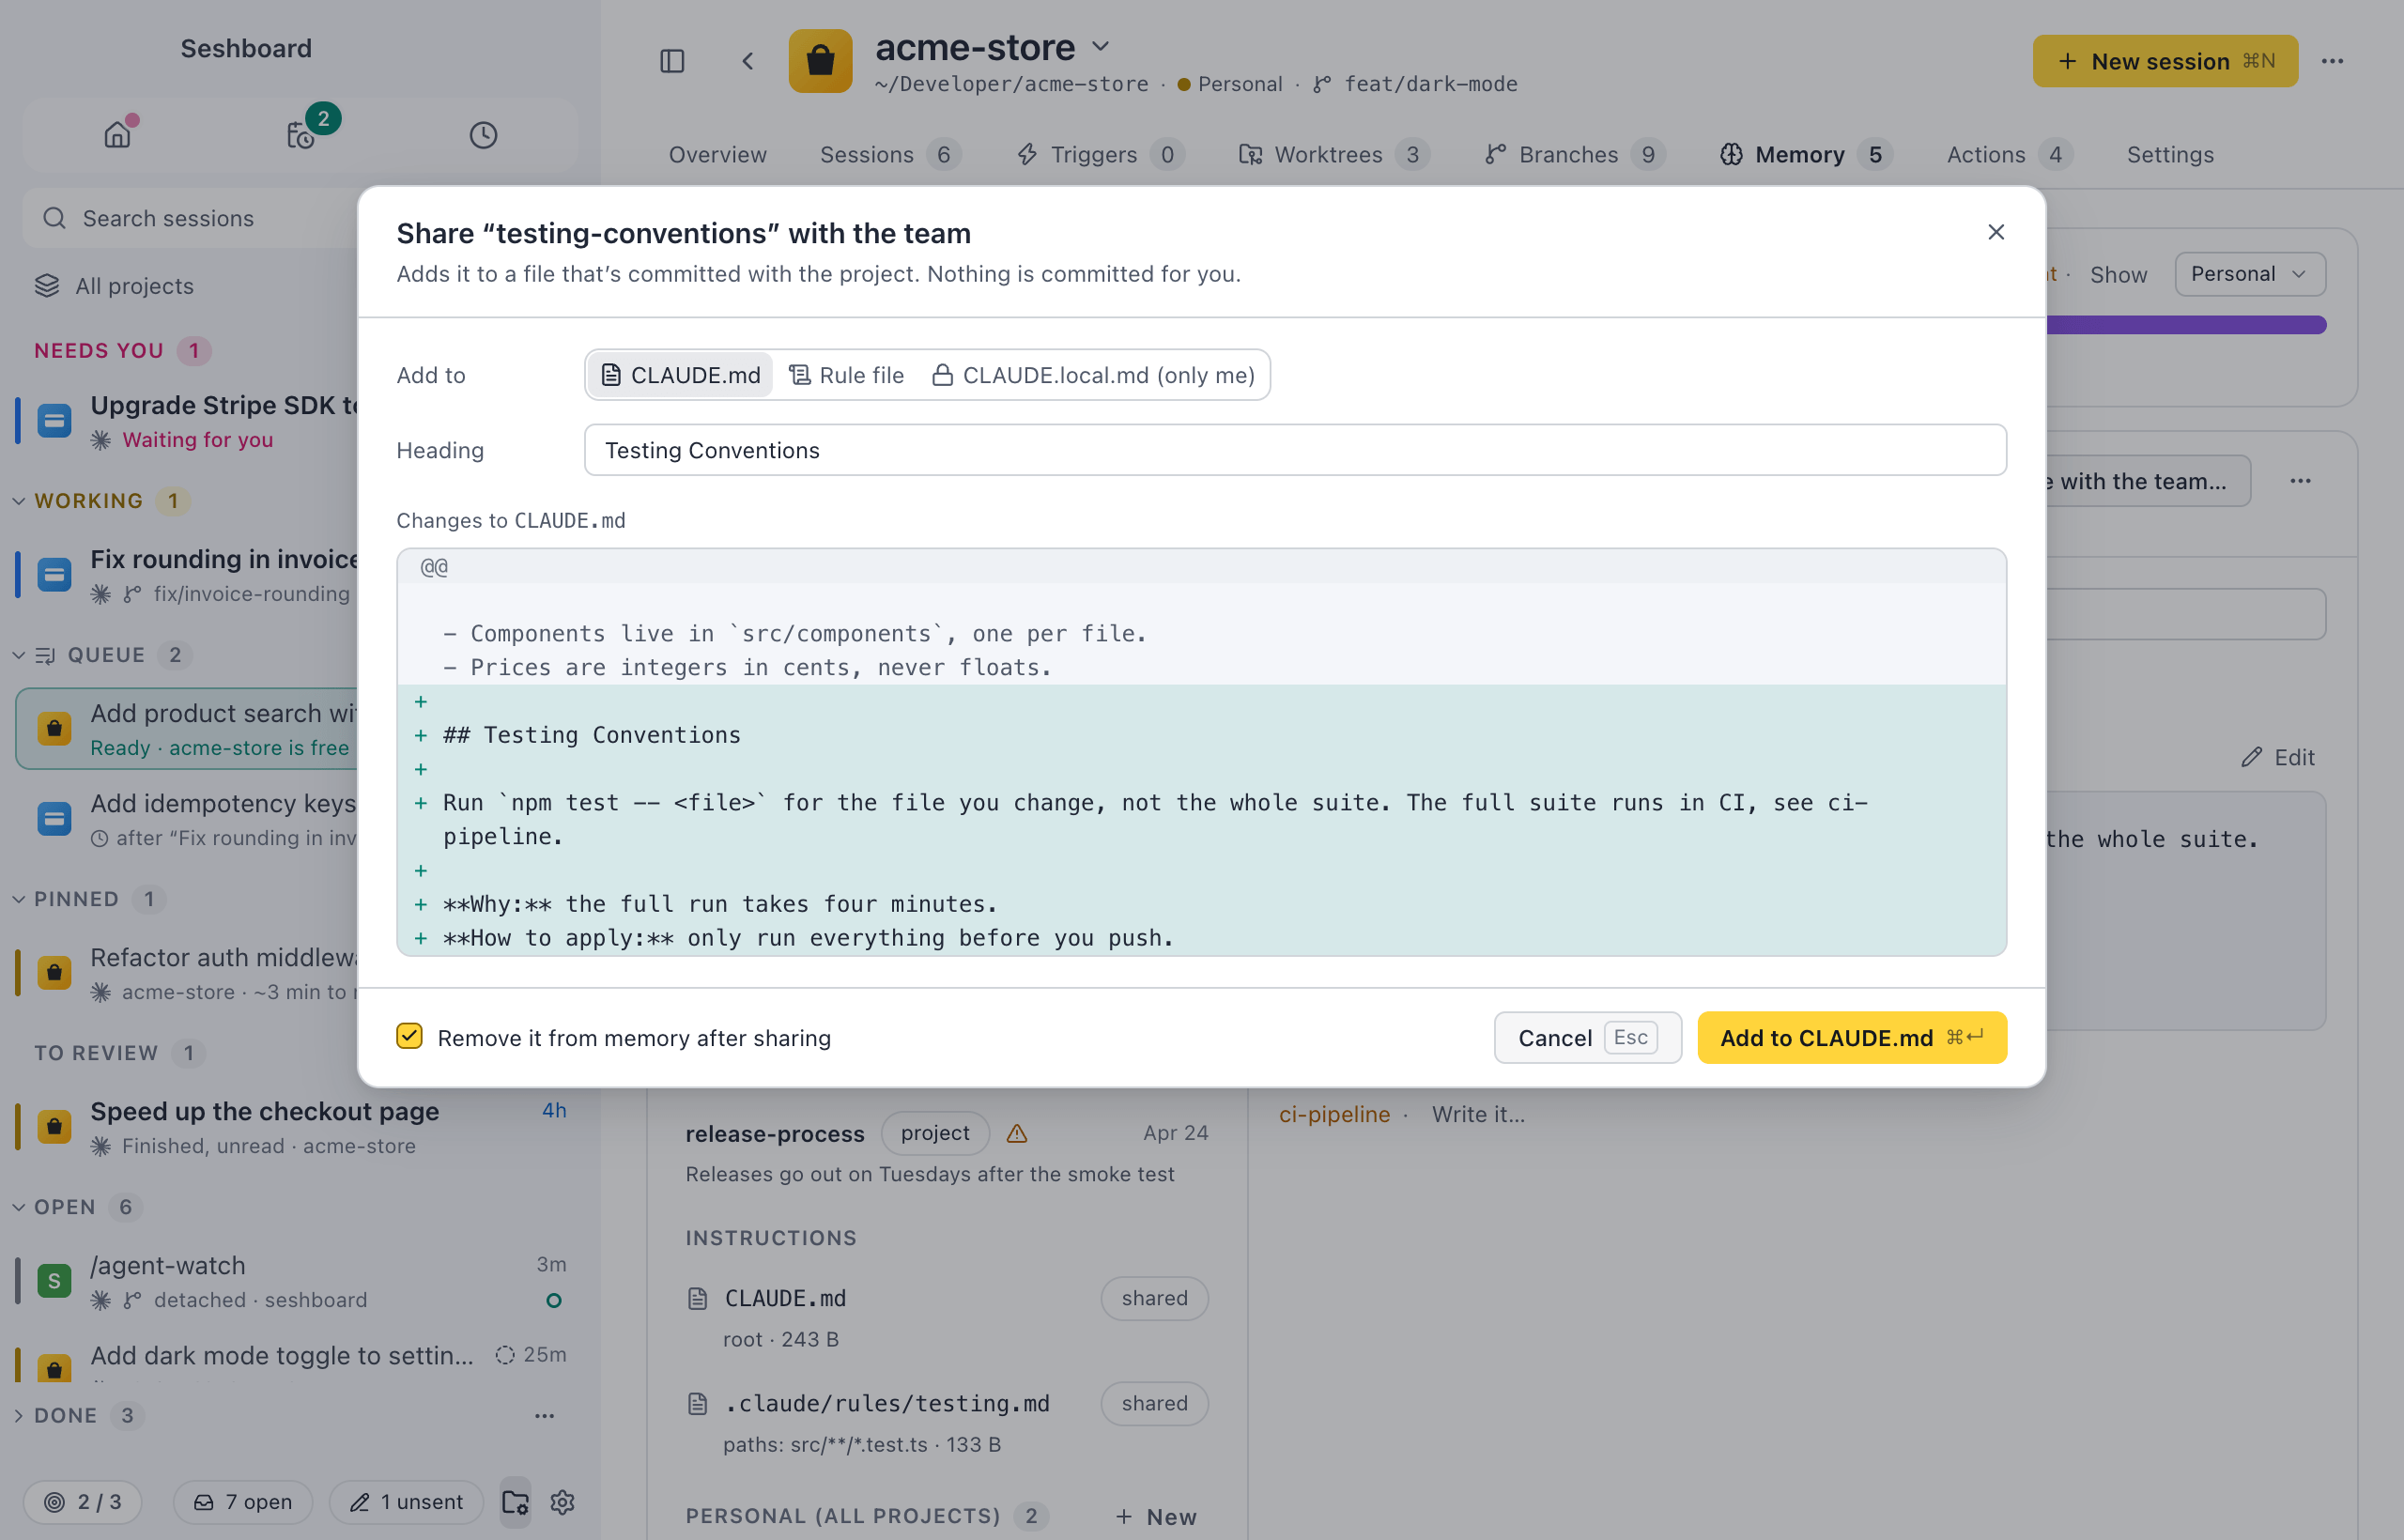 Seshboard
2
Search sessions
All projects
NEEDS YOU 1
Upgrade Stripe SDK
Waiting for you
WORKING 1
Fix rounding in invoice
fix/invoice-rounding
QUEUE 2
Add product search
Ready · acme-store is free
Add idempotency keys
after “Fix rounding in
PINNED 1
Refactor auth
acme-store · ~3 min to
TO REVIEW 1
Speed up the checkout page 4h
Finished, unread · acme-store
OPEN 6
S
/agent-watch 3m
detached · seshboard
Add dark mode toggle to settin... 25m
DONE 3
2 / 3
7 open
1 unsent
acme-store
~/Developer/acme-store · Personal · feat/dark-mode
+ New session ⌘N
Overview
Sessions 6
Triggers 0
Worktrees 3
Branches 9
Memory 5
Actions 4
Settings
· Show
Personal
with the team...
Edit
the whole suite.
Share “testing-conventions” with the team
Adds it to a file that’s committed with the project. Nothing is committed for you.
Add to
CLAUDE.md
Rule file
CLAUDE.local.md (only me)
Heading
Testing Conventions
Changes to CLAUDE.md
@@
- Components live in `src/components`, one per file.
- Prices are integers in cents, never floats.
+
+ ## Testing Conventions
+
+ Run `npm test -- <file>` for the file you change, not the whole suite. The full suite runs in CI, see ci-
pipeline.
+
+ **Why:** the full run takes four minutes.
+ **How to apply:** only run everything before you push.
Remove it from memory after sharing
Cancel Esc
Add to CLAUDE.md ⌘↵
release-process project Apr 24
Releases go out on Tuesdays after the smoke test
INSTRUCTIONS
CLAUDE.md shared
root · 243 B
.claude/rules/testing.md shared
paths: src/**/*.test.ts · 133 B
PERSONAL (ALL PROJECTS) 2
+ New
ci-pipeline · Write it...